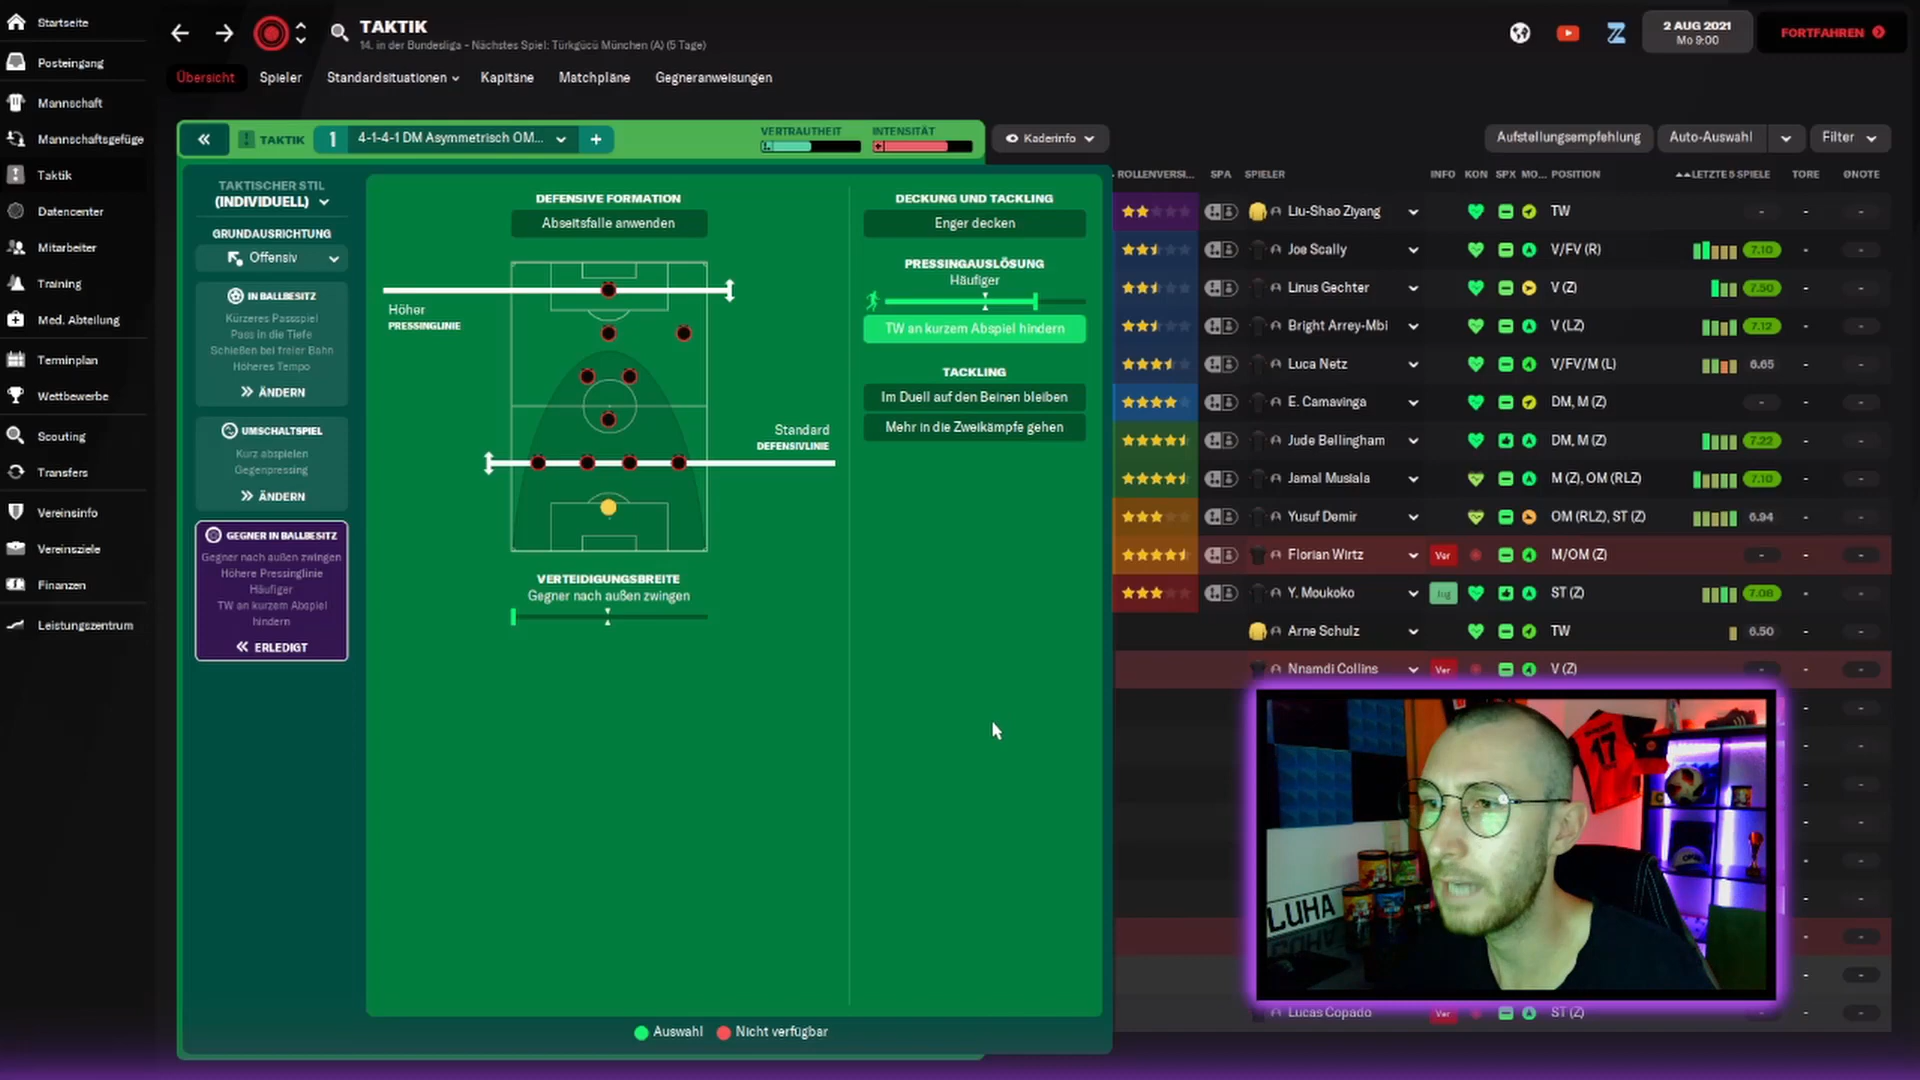 Startseite
Posteingang
Mannschaft
Mannschaftsgefüge
Taktik
Datencenter
Mitarbeiter
Training
Med. Abteilung
Terminplan
Wettbewerbe
Scouting
Transfers
Vereinsinfo
Vereinsziele
Finanzen
Leistungszentrum
TAKTIK
14. in der Bundesliga - Nächstes Spiel: Türkgücü München (A) (5 Tage)
2 AUG 2021
Mo 9:00
FORTFAHREN
Übersicht Spieler Standardsituationen Kapitäne Matchpläne Gegneranweisungen
TAKTIK 1 4-1-4-1 DM Asymmetrisch OM... +
VERTRAUTHEIT INTENSITÄT
Kaderinfo
Aufstellungsempfehlung Auto-Auswahl Filter
TAKTISCHER STIL
(INDIVIDUELL)
GRUNDAUSRICHTUNG
Offensiv
IN BALLBESITZ
Kürzeres Passspiel
Pass in die Tiefe
Schießen bei freier Bahn
Höheres Tempo
ÄNDERN
UMSCHALTSPIEL
Kurz abspielen
Gegenpressing
ÄNDERN
GEGNER IN BALLBESITZ
Gegner nach außen zwingen
Höhere Pressinglinie
Häufiger
TW an kurzem Abspiel
hindern
ERLEDIGT
DEFENSIVE FORMATION
Abseitsfalle anwenden
Höher
PRESSINGLINIE
Standard
DEFENSIVLINIE
VERTEIDIGUNGSBREITE
Gegner nach außen zwingen
DECKUNG UND TACKLING
Enger decken
PRESSINGAUSLÖSUNG
Häufiger
TW an kurzem Abspiel hindern
TACKLING
Im Duell auf den Beinen bleiben
Mehr in die Zweikämpfe gehen
Auswahl Nicht verfügbar
ROLLENVERSI... SPA SPIELER INFO KON SPX MO... POSITION LETZTE 5 SPIELE TORE ØNOTE
Liu-Shao Ziyang TW - - -
Joe Scally V/FV (R) 7.10 - -
Linus Gechter V (Z) 7.50 - -
Bright Arrey-Mbi V (LZ) 7.12 - -
Luca Netz V/FV/M (L) 6.65 - -
E. Camavinga DM, M (Z) - - -
Jude Bellingham DM, M (Z) 7.22 - -
Jamal Musiala M (Z), OM (RLZ) 7.10 - -
Yusuf Demir OM (RLZ), ST (Z) 6.94 - -
Florian Wirtz Ver M/OM (Z) - - -
Y. Moukoko Jug ST (Z) 7.08 - -
Arne Schulz TW 6.50 - -
Nnamdi Collins Ver V (Z) - - -
Lucas Copado Ver ST (Z) - -
17
LUHA